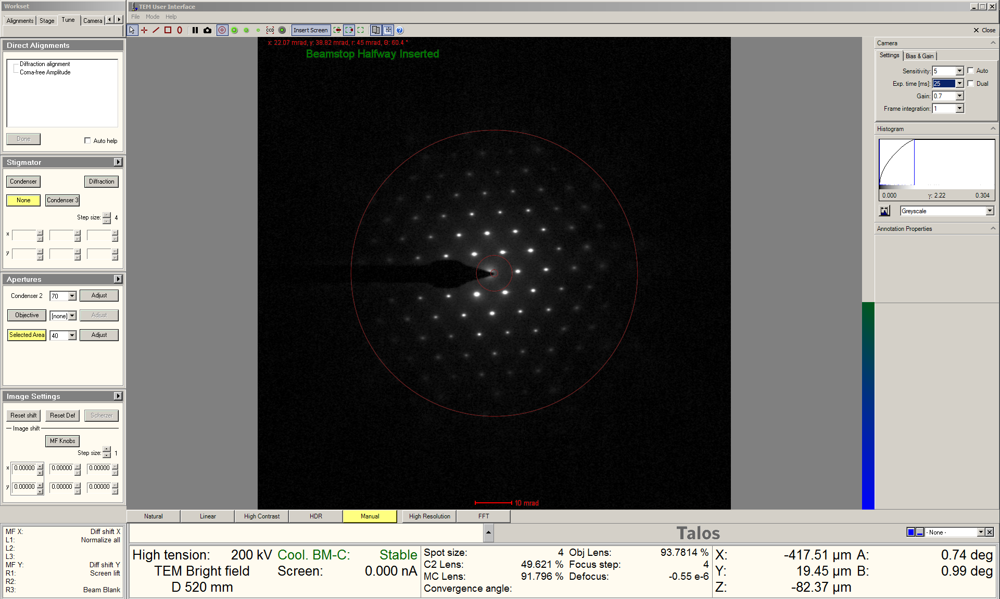 Workset
TEM User Interface
Alignments Stage Tune Camera
File Mode Help
Insert Screen
Close
Direct Alignments
Diffraction alignment
Coma-free Amplitude
Done
Auto help
Stigmator
Condenser Diffraction
None Condenser 3
Step size: 4
x
y
Apertures
Condenser 2 70 Adjust
Objective [none] Adjust
Selected Area 40 Adjust
Image Settings
Reset shift Reset Def Scherzer
Image shift
MF Knobs
Step size: 1
x 0.00000 0.00000 0.00000
y 0.00000 0.00000 0.00000
MF X: Diff shift X
L1: Normalize all
L2:
L3:
MF Y: Diff shift Y
R1: Screen lift
R2:
R3: Beam Blank
x: 22.07 mrad, y: 38.82 mrad, r: 45 mrad, Θ: 60.4 °
Beamstop Halfway Inserted
10 mrad
Camera
Settings Bias & Gain
Sensitivity: 5 Auto
Exp. time [ms]: 25 Dual
Gain: 0.7
Frame integration: 1
Histogram
0.000 γ: 2.22 0.304
Greyscale
Annotation Properties
Natural Linear High Contrast HDR Manual High Resolution FFT
Talos
- None -
High tension: 200 kV Cool. BM-C: Stable
TEM Bright field Screen: 0.000 nA
D 520 mm
Spot size: 4 Obj Lens: 93.7814 %
C2 Lens: 49.621 % Focus step: 4
MC Lens: 91.796 % Defocus: -0.55 e-6
Convergence angle:
X: -417.51 μm A: 0.74 deg
Y: 19.45 μm B: 0.99 deg
Z: -82.37 μm